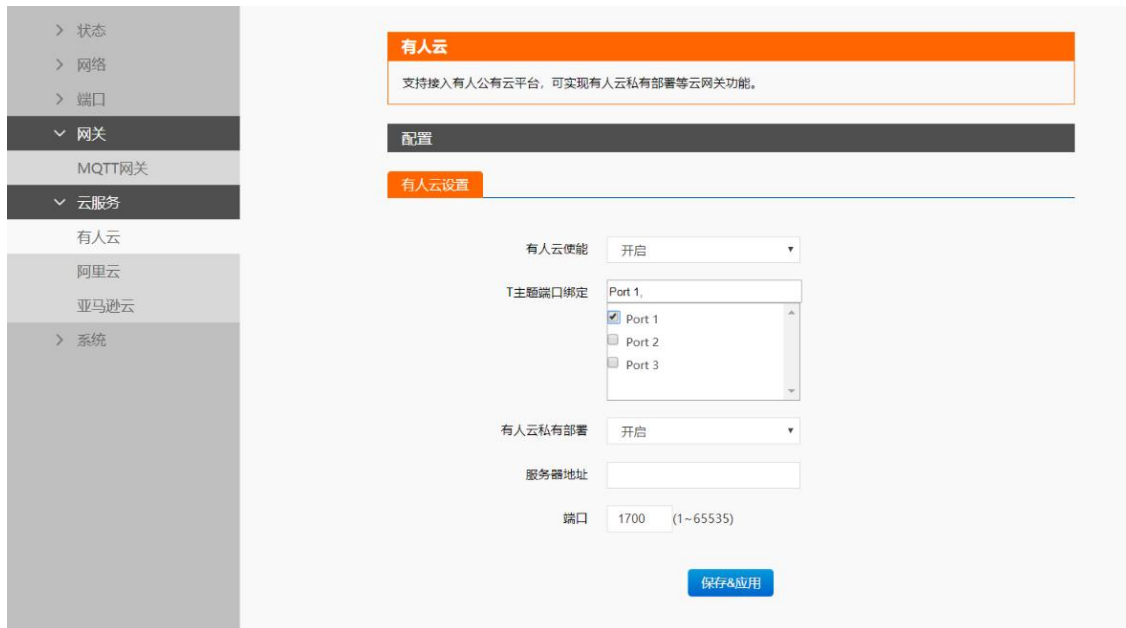 状态
网络
端口
网关
MQTT网关
云服务
有人云
阿里云
亚马逊云
系统
有人云
支持接入有人公有云平台，可实现有人云私有部署等云网关功能。
配置
有人云设置
有人云使能 开启
T主题端口绑定 Port 1,
Port 1
Port 2
Port 3
有人云私有部署 开启
服务器地址
端口 1700 (1~65535)
保存&应用